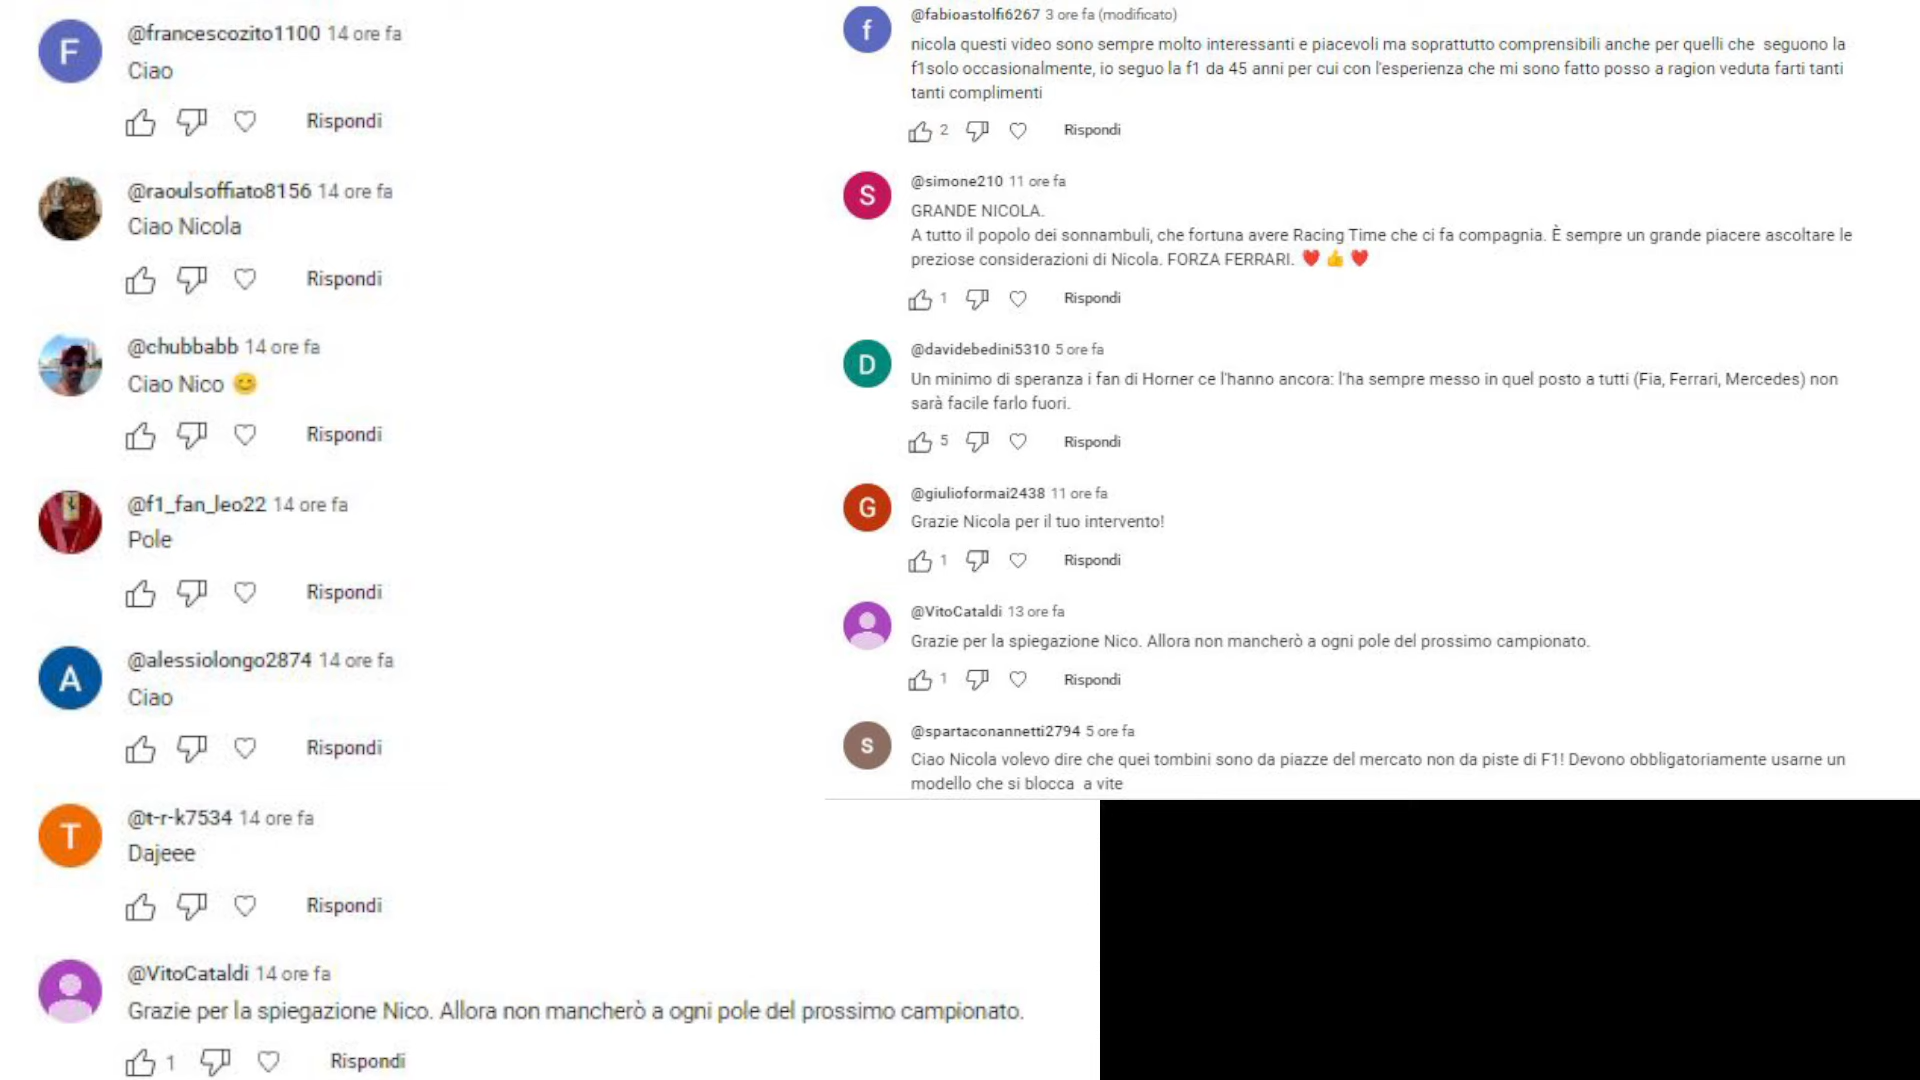 @francescozito1100 14 ore fa
Ciao
Rispondi
@raoulsoffiato8156 14 ore fa
Ciao Nicola
Rispondi
@chubbabb 14 ore fa
Ciao Nico 😊
Rispondi
@f1_fan_leo22 14 ore fa
Pole
Rispondi
@alessiolongo2874 14 ore fa
Ciao
Rispondi
@t-r-k7534 14 ore fa
Dajeee
Rispondi
@VitoCataldi 14 ore fa
Grazie per la spiegazione Nico. Allora non mancherò a ogni pole del prossimo campionato.
1 Rispondi
@fabioastolfi6267 3 ore fa (modificato)
nicola questi video sono sempre molto interessanti e piacevoli ma soprattutto comprensibili anche per quelli che seguono la
f1solo occasionalmente, io seguo la f1 da 45 anni per cui con l'esperienza che mi sono fatto posso a ragion veduta farti tanti
tanti complimenti
2 Rispondi
@simone210 11 ore fa
GRANDE NICOLA.
A tutto il popolo dei sonnambuli, che fortuna avere Racing Time che ci fa compagnia. È sempre un grande piacere ascoltare le
preziose considerazioni di Nicola. FORZA FERRARI. ❤️ 👍 ❤️
1 Rispondi
@davidebedini5310 5 ore fa
Un minimo di speranza i fan di Horner ce l'hanno ancora: l'ha sempre messo in quel posto a tutti (Fia, Ferrari, Mercedes) non
sarà facile farlo fuori.
5 Rispondi
@giulioformai2438 11 ore fa
Grazie Nicola per il tuo intervento!
1 Rispondi
@VitoCataldi 13 ore fa
Grazie per la spiegazione Nico. Allora non mancherò a ogni pole del prossimo campionato.
1 Rispondi
@spartaconannetti2794 5 ore fa
Ciao Nicola volevo dire che quei tombini sono da piazze del mercato non da piste di F1! Devono obbligatoriamente usarne un
modello che si blocca a vite
F
A
T
f
S
D
G
s